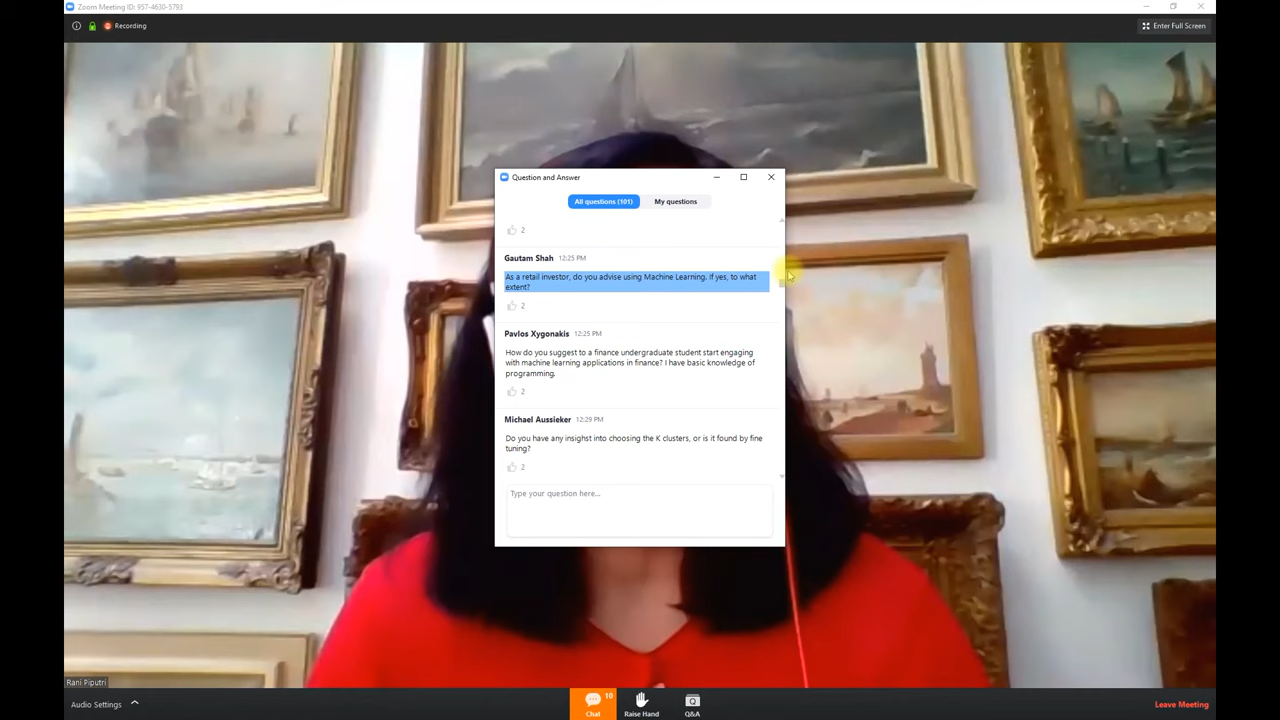 Zoom Meeting ID: 957-4630-5793
Recording
Enter Full Screen
Question and Answer
All questions (101)
My questions
2
Gautam Shah 12:25 PM
As a retail investor, do you advise using Machine Learning. If yes, to what
extent?
2
Pavlos Xygonakis 12:25 PM
How do you suggest to a finance undergraduate student start engaging
with machine learning applications in finance? I have basic knowledge of
programming.
2
Michael Aussieker 12:29 PM
Do you have any insighst into choosing the K clusters, or is it found by fine
tuning?
2
Type your question here...
Rani Piputri
Audio Settings
10
Chat
Raise Hand
Q
Q&A
Leave Meeting